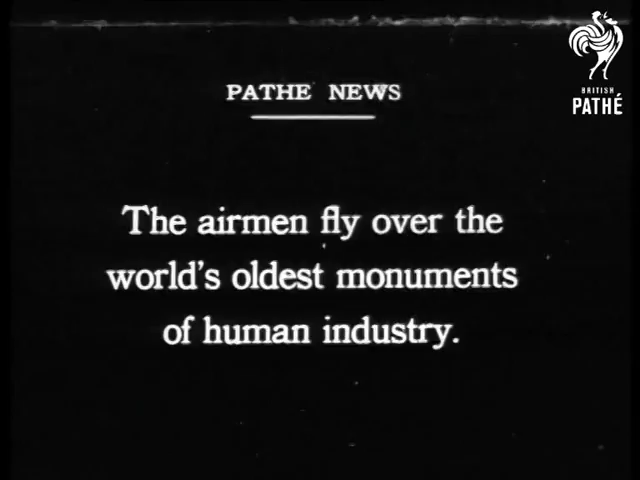 BRITISH
PATHÉ
PATHE NEWS
The airmen fly over the
world's oldest monuments
of human industry.